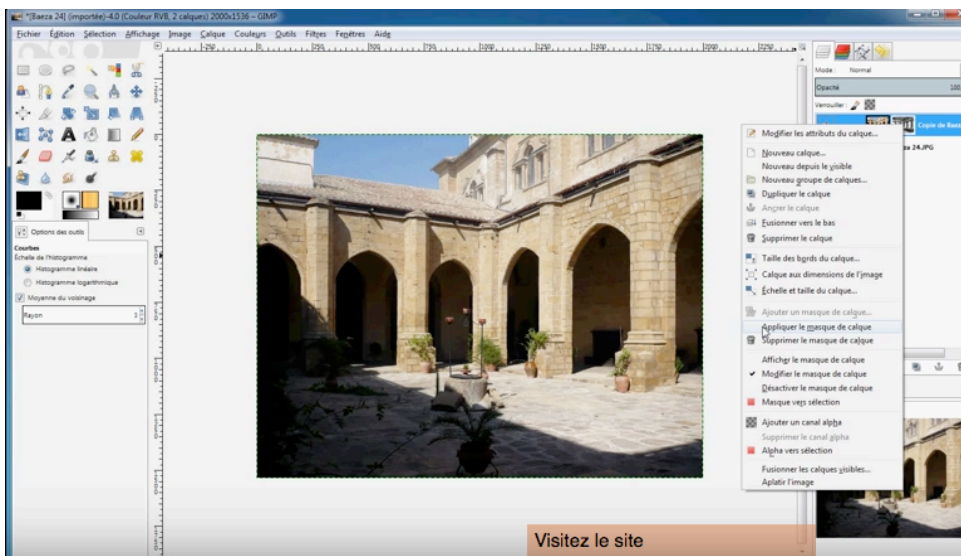 *[Baeza 24] (importée)-4.0 (Couleur RVB, 2 calques) 2000x1536 – GIMP
Fichier Édition Sélection Affichage Image Calque Couleurs Outils Filtres Fenêtres Aide
Mode : Normal
Opacité 100,
Verrouiller :
Copie de Baez
za 24.JPG
Modifier les attributs du calque...
Nouveau calque...
Nouveau depuis le visible
Nouveau groupe de calques...
Dupliquer le calque
Ancrer le calque
Fusionner vers le bas
Supprimer le calque
Taille des bords du calque...
Calque aux dimensions de l'image
Échelle et taille du calque...
Ajouter un masque de calque...
Appliquer le masque de calque
Supprimer le masque de calque
Afficher le masque de calque
Modifier le masque de calque
Désactiver le masque de calque
Masque vers sélection
Ajouter un canal alpha
Supprimer le canal alpha
Alpha vers sélection
Fusionner les calques visibles...
Aplatir l'image
Options des outils
Courbes
Échelle de l'histogramme
Histogramme linéaire
Histogramme logarithmique
Moyenne du voisinage
Rayon 3
Visitez le site